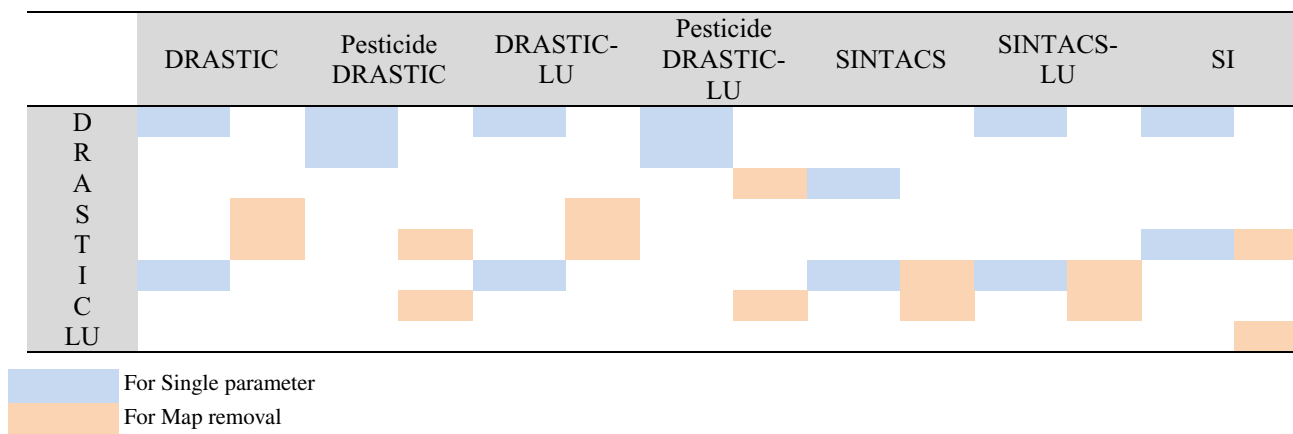 DRASTIC
Pesticide
DRASTIC
DRASTIC-
LU
Pesticide
DRASTIC-
LU
SINTACS
SINTACS-
LU
SI
D
R
A
S
T
I
C
LU
For Single parameter
For Map removal